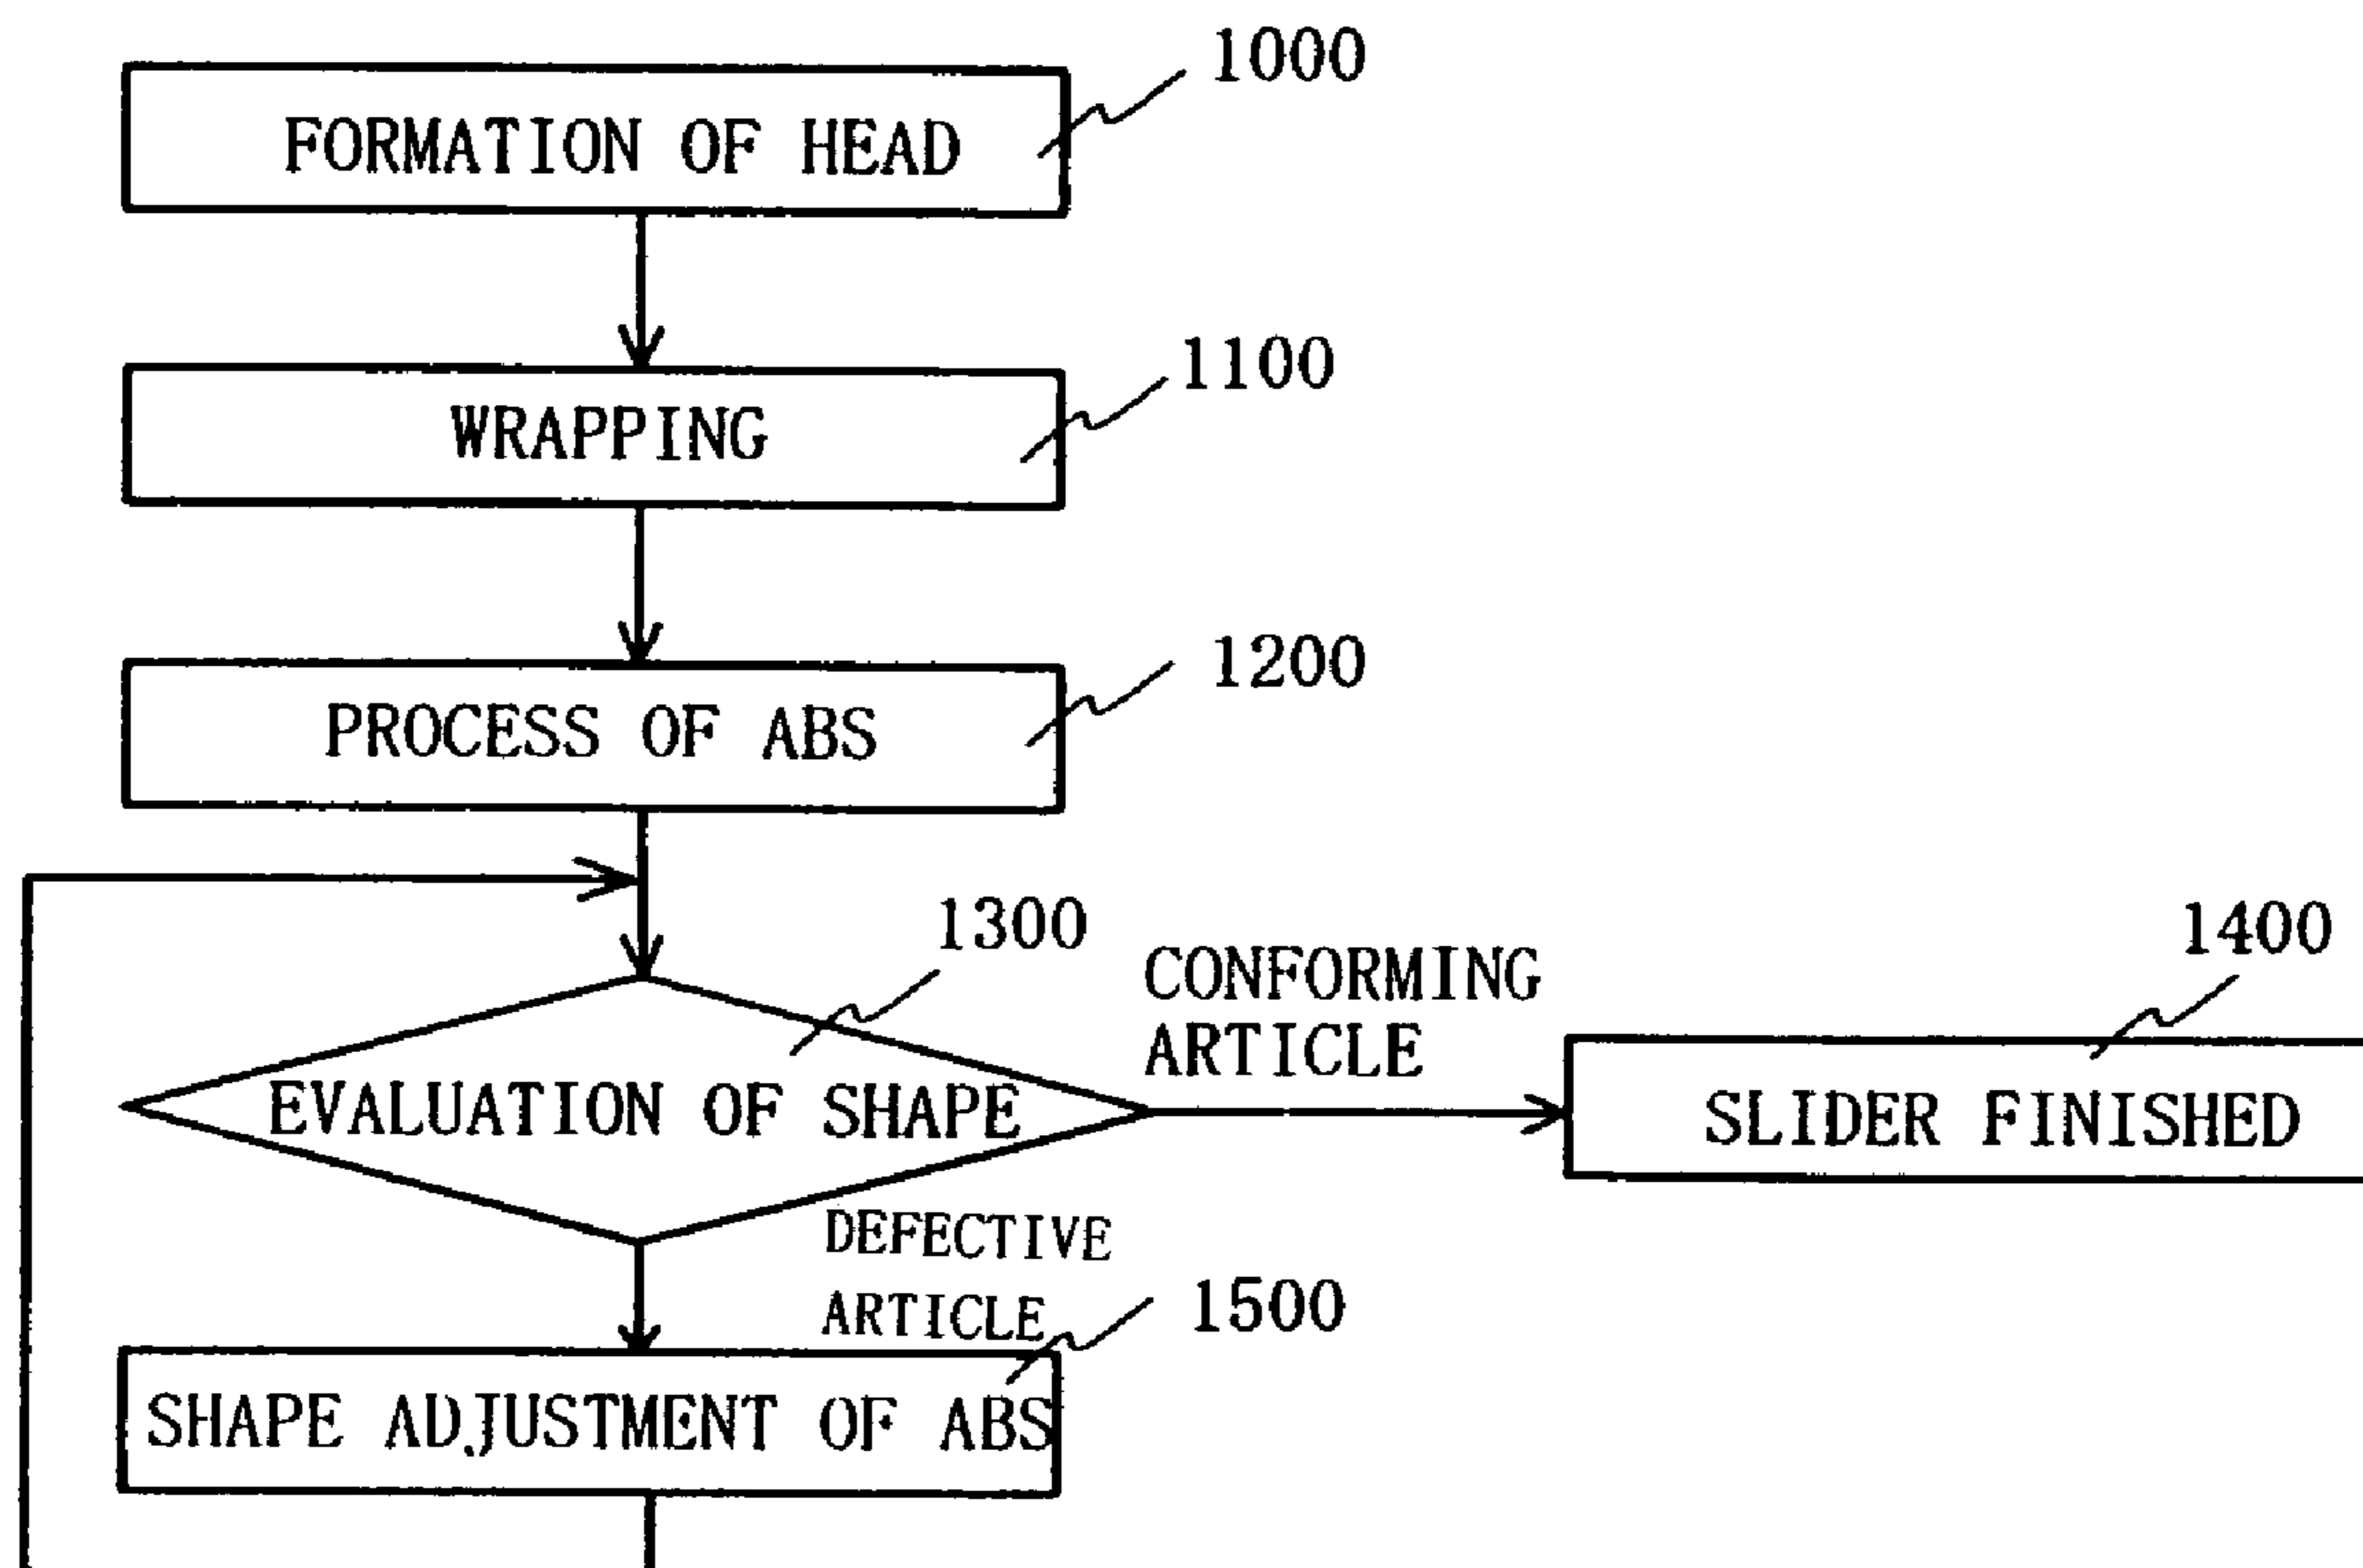 1000
FORMATION OF HEAD
1100
WRAPPING
1200
PROCESS OF ABS
1300
CONFORMING
ARTICLE
1400
EVALUATION OF SHAPE
SLIDER FINISHED
DEFECTIVE
ARTICLE
1500
SHAPE ADJUSTMENT OF ABS